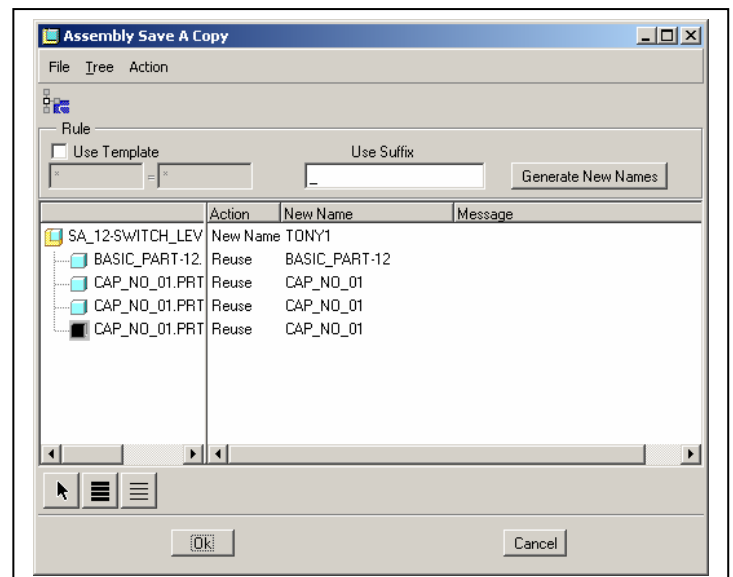 Assembly Save A Copy
File Tree Action
Rule
Use Template Use Suffix
* = * _ Generate New Names
Action New Name Message
SA_12-SWITCH_LEV New Name TONY1
BASIC_PART-12. Reuse BASIC_PART-12
CAP_NO_01.PRT Reuse CAP_NO_01
CAP_NO_01.PRT Reuse CAP_NO_01
CAP_NO_01.PRT Reuse CAP_NO_01
Ok Cancel